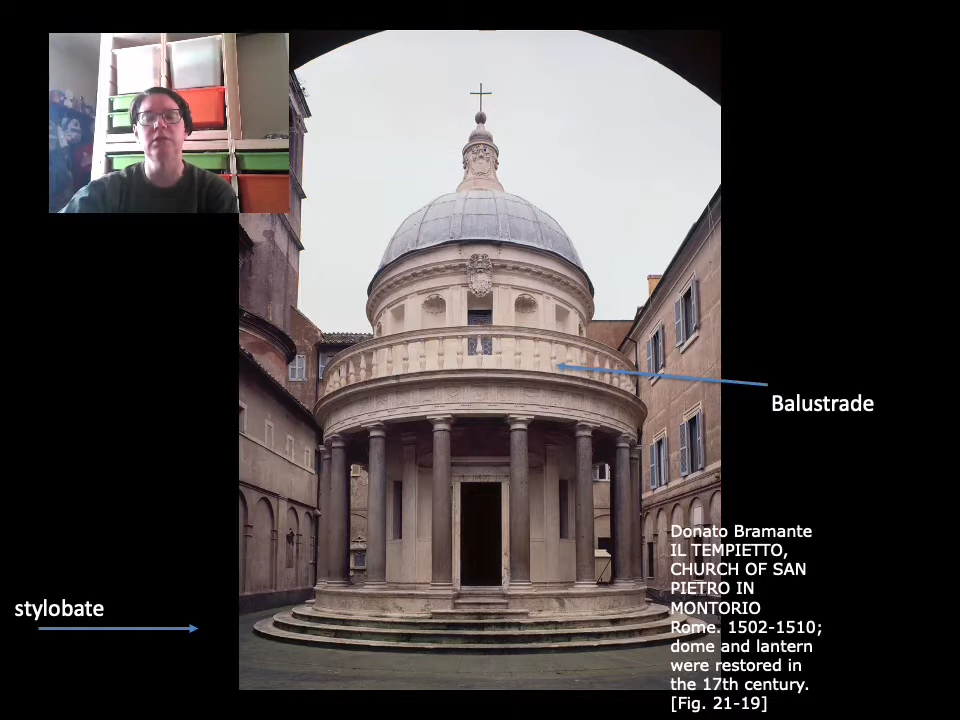 Balustrade
Donato Bramante
IL TEMPIETTO,
CHURCH OF SAN
PIETRO IN
MONTORIO
Rome. 1502-1510;
dome and lantern
were restored in
the 17th century.
[Fig. 21-19]
stylobate